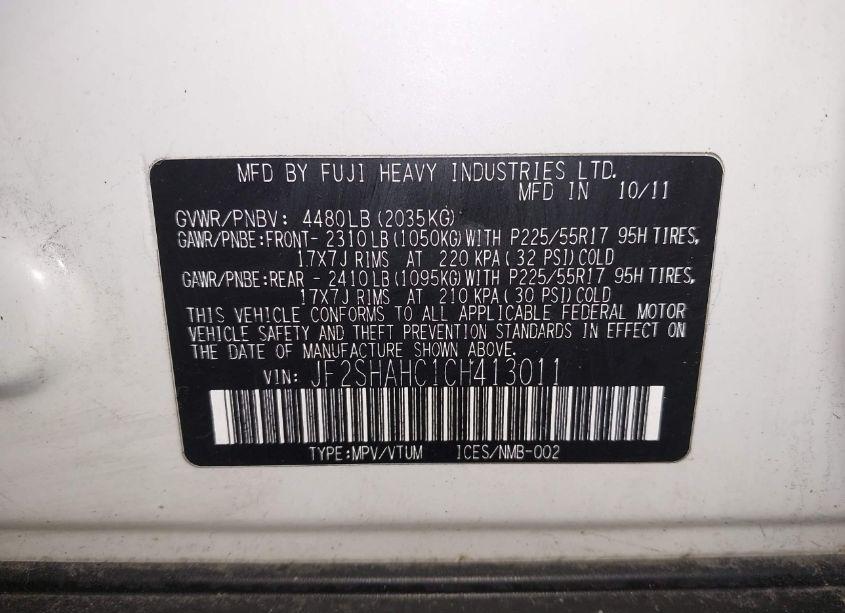 MFD BY FUJI HEAVY INDUSTRIES LTD.
MFD IN 10/11
GVWR/PNBV: 4480LB (2035KG)
GAWR/PNBE:FRONT- 2310LB(1050KG)WITH P225/55R17 95H TIRES,
17X7J RIMS AT 220 KPA( 32 PSI)COLD
GAWR/PNBE:REAR - 2410LB(1095KG)WITH P225/55R17 95H TIRES,
17X7J RIMS AT 210 KPA( 30 PSI)COLD
THIS VEHICLE CONFORMS TO ALL APPLICABLE FEDERAL MOTOR
VEHICLE SAFETY AND THEFT PREVENTION STANDARDS IN EFFECT ON
THE DATE OF MANUFACTURE SHOWN ABOVE.
VIN: JF2SHAHC1CH413011
TYPE:MPV/VTUM ICES/NMB-002